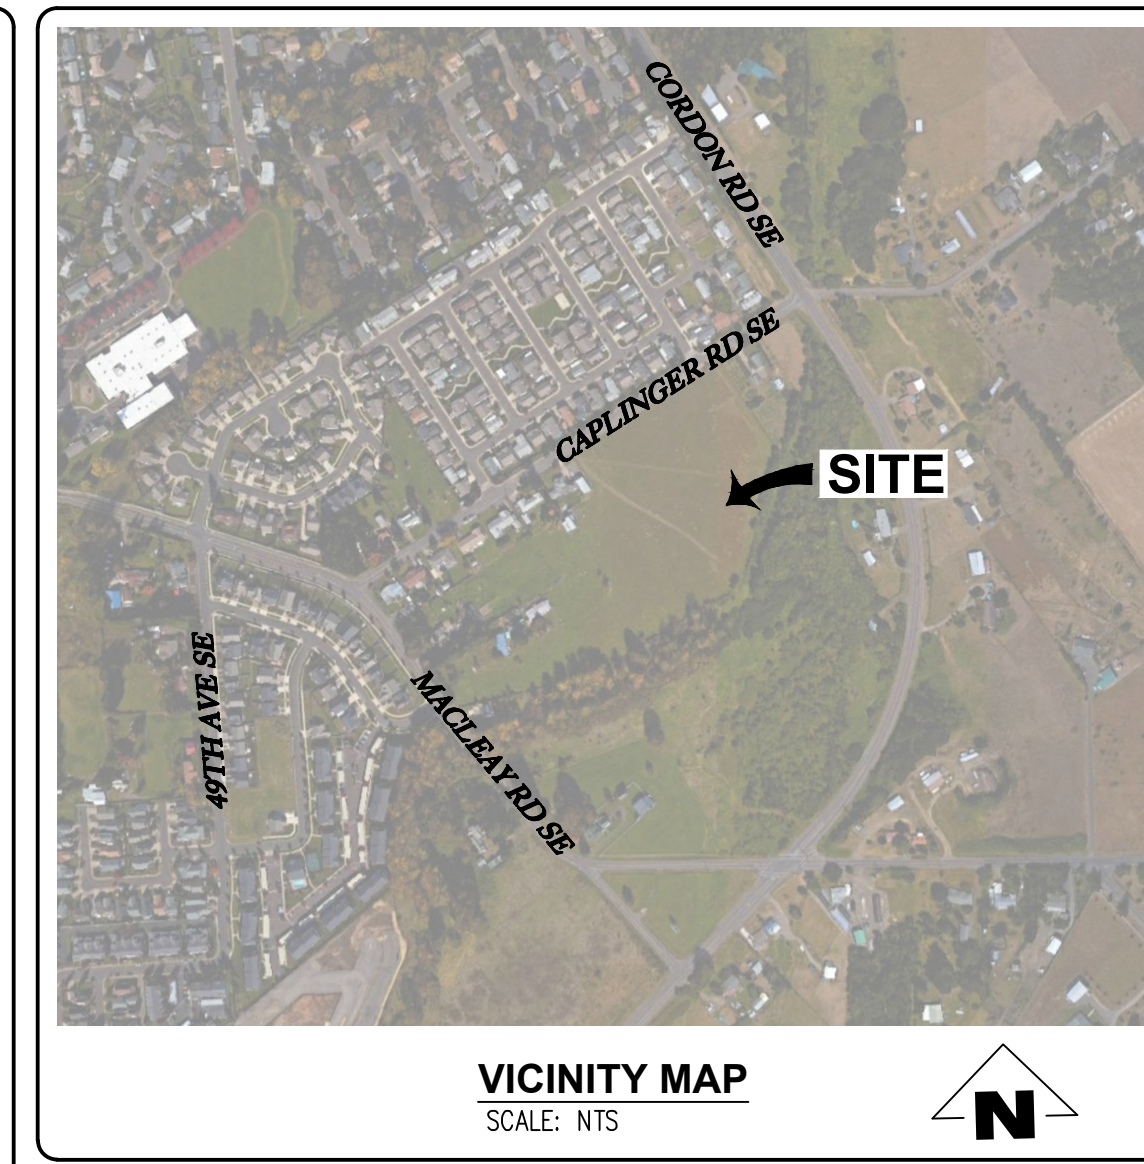 CORDON RD SE
CAPLINGER RD SE
SITE
49TH AVE SE
MACLEAY RD SE
VICINITY MAP
SCALE: NTS
N